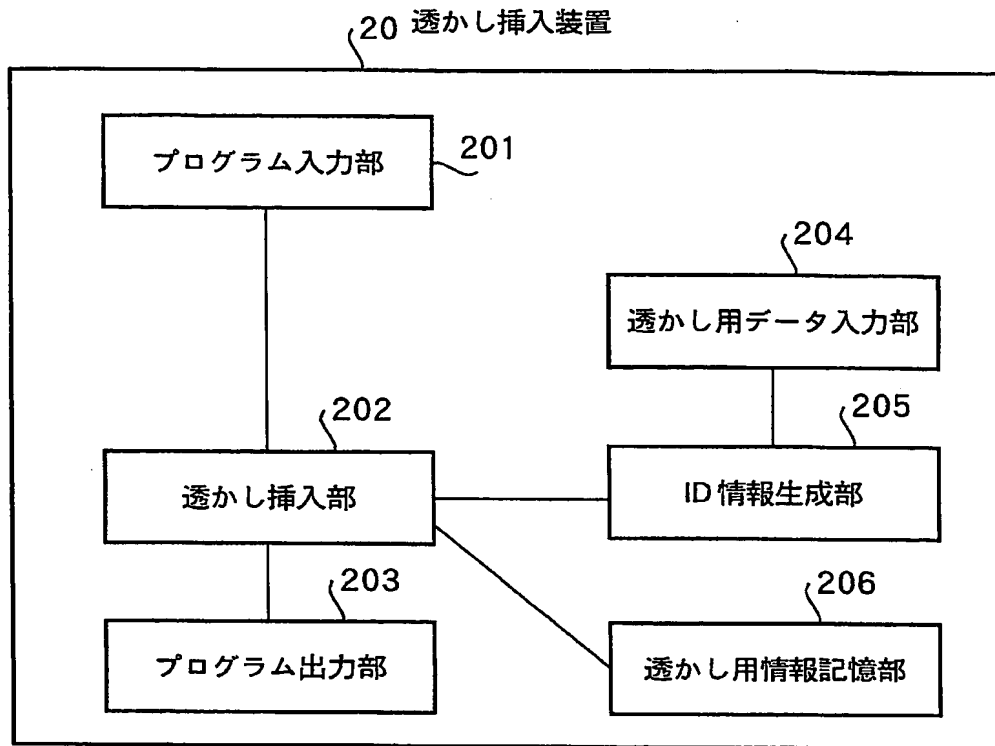 20 透かし挿入装置
プログラム入力部
201
204
透かし用データ入力部
202
205
透かし挿入部
ID情報生成部
203
206
プログラム出力部
透かし用情報記憶部